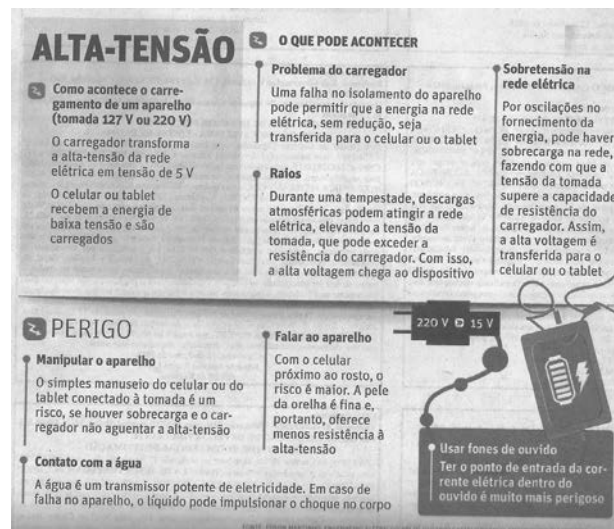 ALTA-TENSÃO
Como acontece o carre-
gamento de um aparelho
(tomada 127 V ou 220 V)
O carregador transforma
a alta-tensão da rede
elétrica em tensão de 5 V
O celular ou tablet
recebem a energia de
baixa tensão e são
carregados
O QUE PODE ACONTECER
Problema do carregador
Uma falha no isolamento do aparelho
pode permitir que a energia na rede
elétrica, sem redução, seja
transferida para o celular ou o tablet
Raios
Durante uma tempestade, descargas
atmosféricas podem atingir a rede
elétrica, elevando a tensão da
tomada, que pode exceder a
resistência do carregador. Com isso,
a alta voltagem chega ao dispositivo
Sobretensão na
rede elétrica
Por oscilações no
fornecimento da
energia, pode haver
sobrecarga na rede,
fazendo com que a
tensão da tomada
supere a capacidade
de resistência do
carregador. Assim,
a alta voltagem é
transferida para o
celular ou o tablet
PERIGO
Manipular o aparelho
O simples manuseio do celular ou do
tablet conectado à tomada é um
risco, se houver sobrecarga e o car-
regador não aguentar a alta-tensão
Contato com a água
A água é um transmissor potente de eletricidade. Em caso de
falha no aparelho, o líquido pode impulsionar o choque no corpo
Falar ao aparelho
Com o celular
próximo ao rosto, o
risco é maior. A pele
da orelha é fina e,
portanto, oferece
menos resistência à
alta-tensão
220 V 15 V
Usar fones de ouvido
Ter o ponto de entrada da cor-
rente elétrica dentro do
ouvido é muito mais perigoso